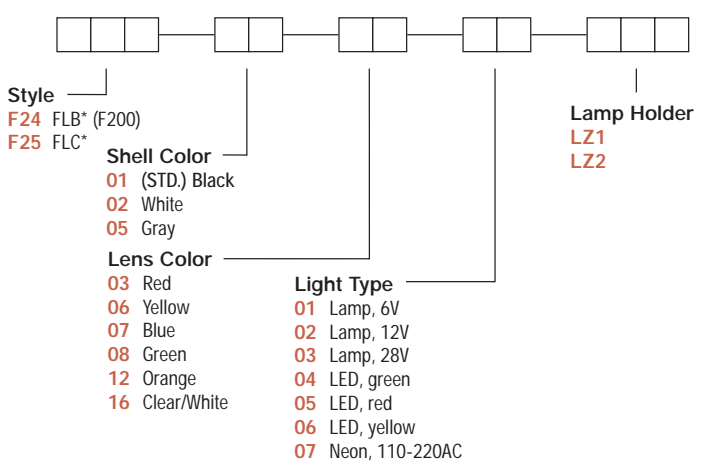 Style
F24 FLB* (F200)
F25 FLC*
Shell Color
01 (STD.) Black
02 White
05 Gray
Lens Color
03 Red
06 Yellow
07 Blue
08 Green
12 Orange
16 Clear/White
Light Type
01 Lamp, 6V
02 Lamp, 12V
03 Lamp, 28V
04 LED, green
05 LED, red
06 LED, yellow
07 Neon, 110-220AC
Lamp Holder
LZ1
LZ2